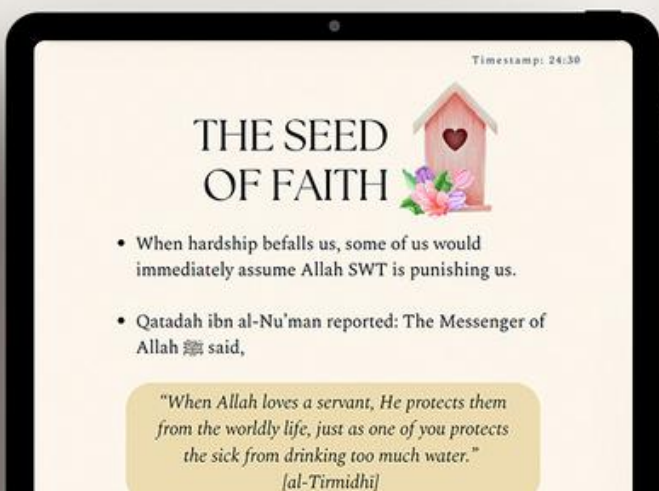 Timestamp: 24:30
THE SEED
OF FAITH
• When hardship befalls us, some of us would
immediately assume Allah SWT is punishing us.
• Qatadah ibn al-Nu’man reported: The Messenger of
Allah ﷺ said,
“When Allah loves a servant, He protects them
from the worldly life, just as one of you protects
the sick from drinking too much water.”
[al-Tirmidhī]